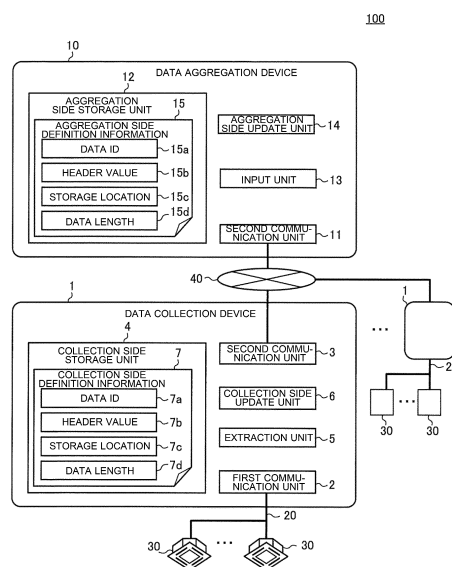 100
10
DATA AGGREGATION DEVICE
12
AGGREGATION
SIDE STORAGE UNIT
15
AGGREGATION SIDE
DEFINITION INFORMATION
DATA ID
15a
HEADER VALUE
15b
STORAGE LOCATION
15c
DATA LENGTH
15d
AGGREGATION
SIDE UPDATE UNIT
14
INPUT UNIT
13
SECOND COMMU-
NICATION UNIT
11
40
1
DATA COLLECTION DEVICE
4
COLLECTION SIDE
STORAGE UNIT
7
COLLECTION SIDE
DEFINITION INFORMATION
DATA ID
7a
HEADER VALUE
7b
STORAGE LOCATION
7c
DATA LENGTH
7d
SECOND COMMU-
NICATION UNIT
3
COLLECTION SIDE
UPDATE UNIT
6
EXTRACTION UNIT
5
FIRST COMMU-
NICATION UNIT
2
20
30
...
30
...
1
2
...
30
30